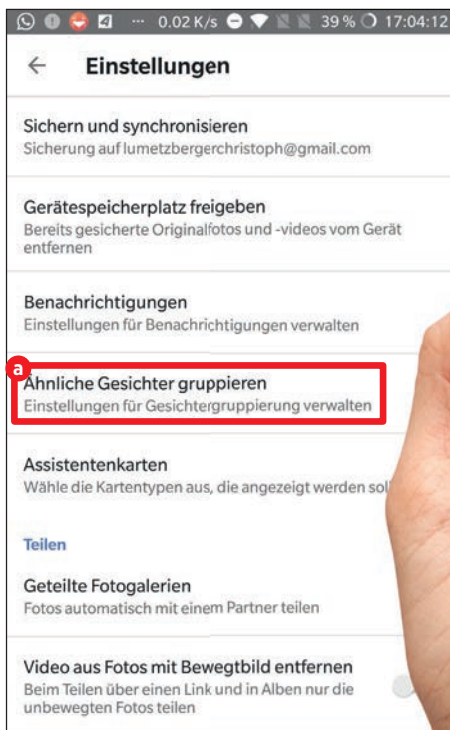 0.02 K/s 39 % 17:04:12
Einstellungen
Sichern und synchronisieren
Sicherung auf lumetzbergerchristoph@gmail.com
Gerätespeicherplatz freigeben
Bereits gesicherte Originalfotos und -videos vom Gerät
entfernen
Benachrichtigungen
Einstellungen für Benachrichtigungen verwalten
a
Ähnliche Gesichter gruppieren
Einstellungen für Gesichtergruppierung verwalten
Assistentenkarten
Wähle die Kartentypen aus, die angezeigt werden
Teilen
Geteilte Fotogalerien
Fotos automatisch mit einem Partner teilen
Video aus Fotos mit Bewegtbild entfernen
Beim Teilen über einen Link und in Alben nur die
unbewegten Fotos teilen